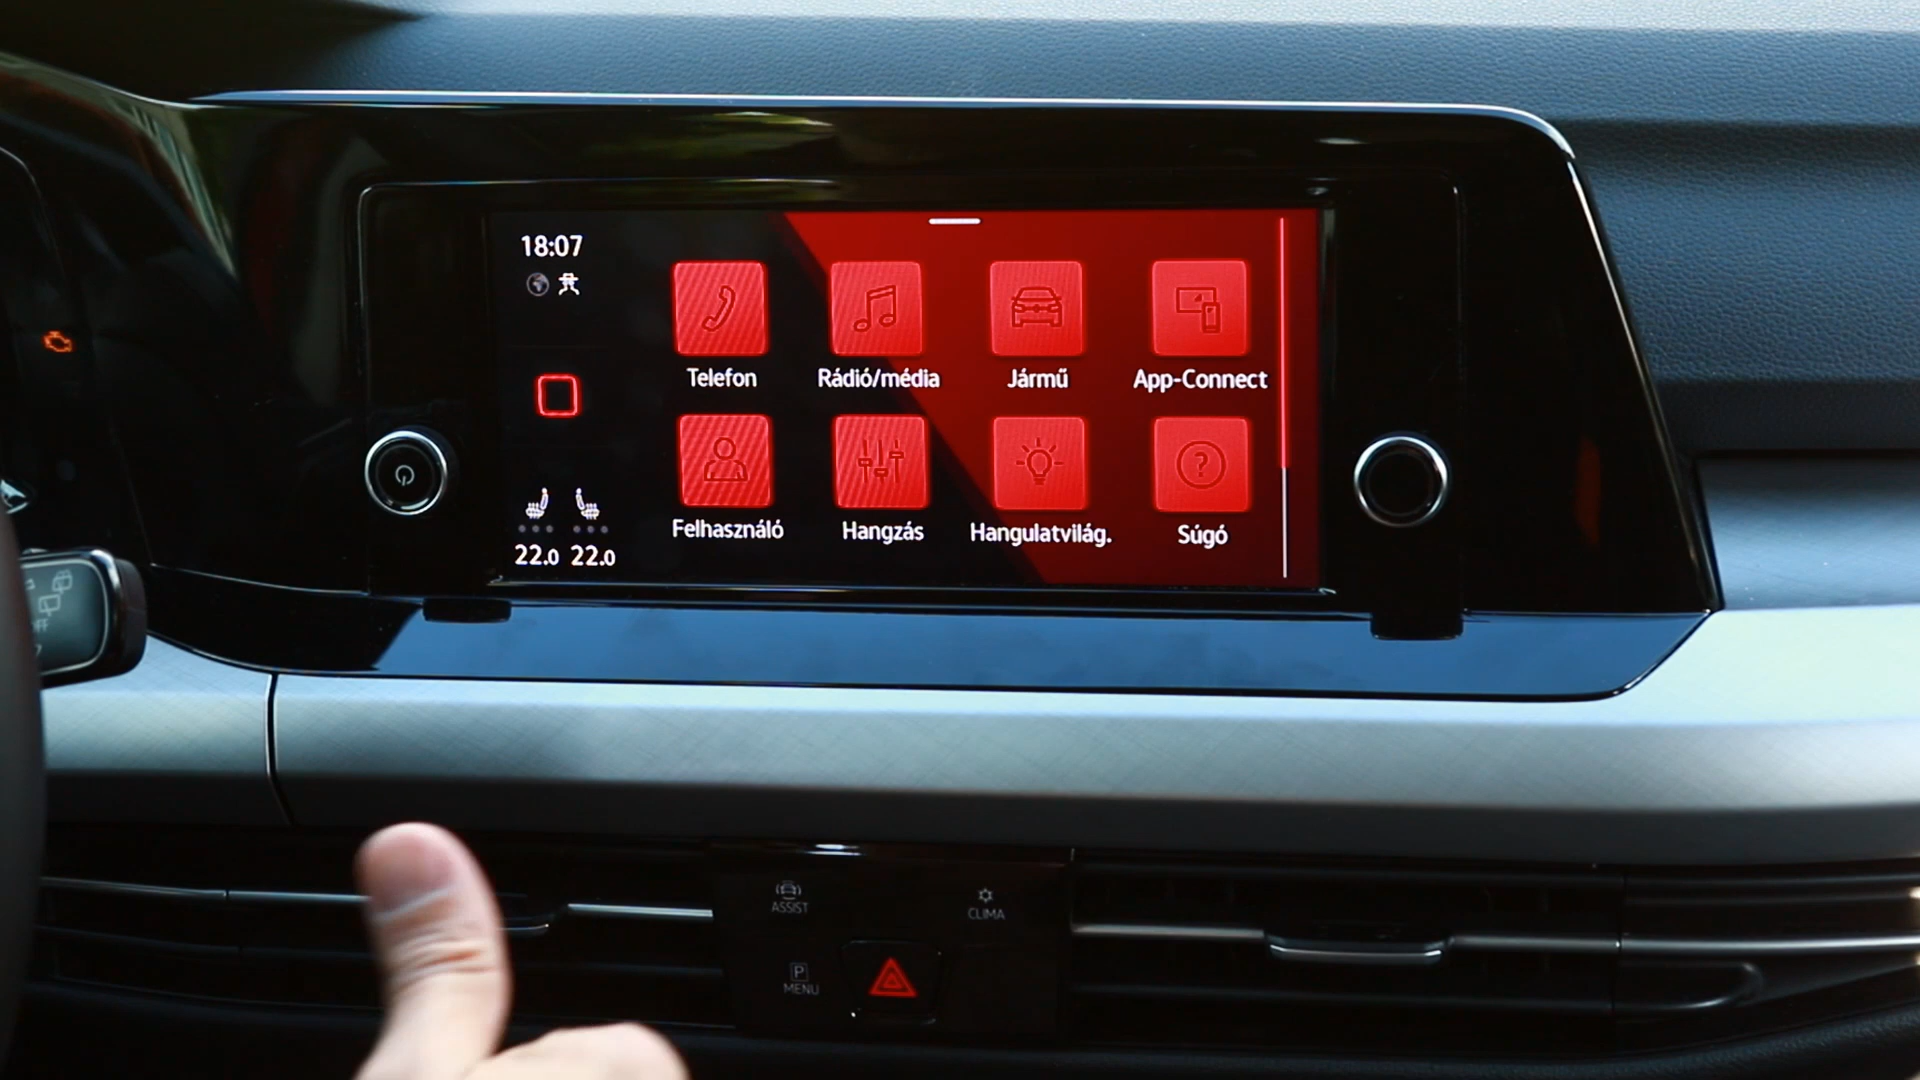 18:07
Telefon
Rádió/média
Jármű
App-Connect
Felhasználó
Hangzás
Hangulatvilág.
Súgó
22.0 22.0
ASSIST
CLIMA
P
MENU